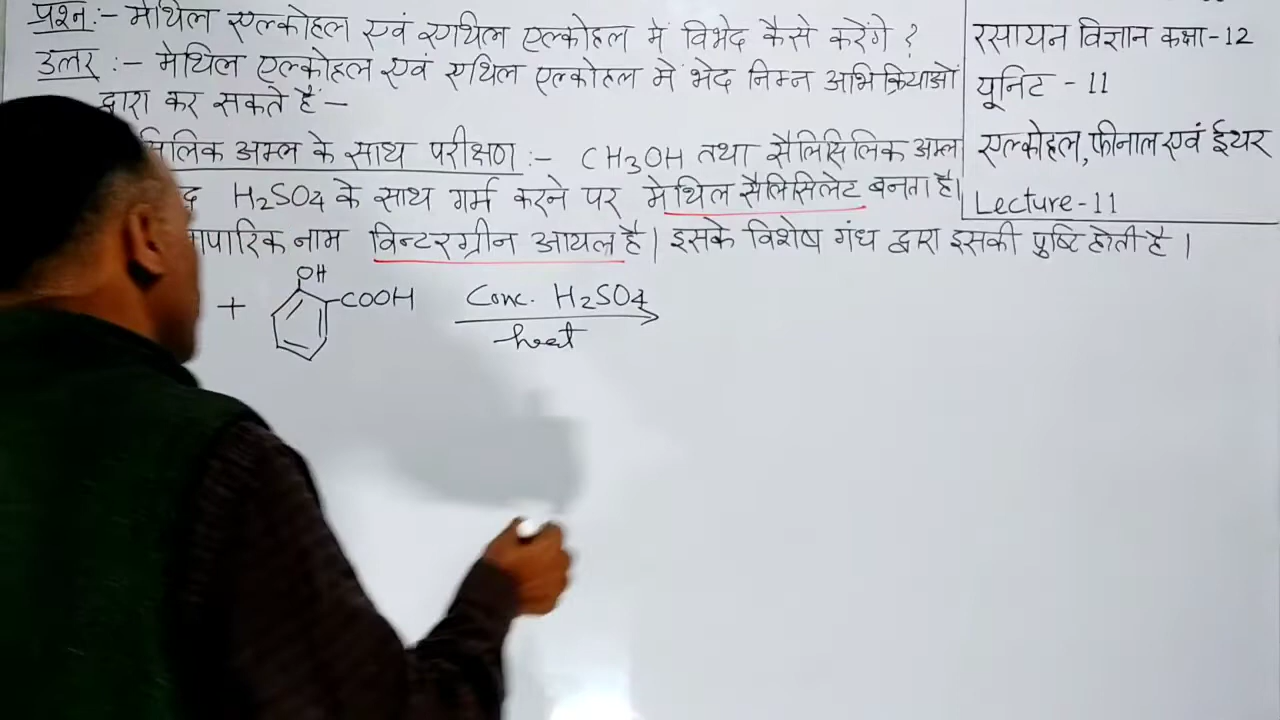 प्रश्न:- मेथिल एल्कोहल एवं एथिल एल्कोहल में विभेद कैसे करेंगे ?
उत्तर :- मेथिल एल्कोहल एवं एथिल एल्कोहल में भेद निम्न अभिक्रियाओं
द्वारा कर सकते हैं -
अम्ल के साथ परीक्षण :- CH3OH तथा सैलिसिलिक अम्ल
H2SO4 के साथ गर्म करने पर मेथिल सैलिसिलेट बनता है।
नाम विन्टरग्रीन आयल है। इसके विशेष गंध द्वारा इसकी पुष्टि होती है।
+ OH COOH Conc. H2SO4
heat
रसायन विज्ञान कक्षा-12
यूनिट - 11
एल्कोहल, फीनाल एवं ईथर
Lecture-11